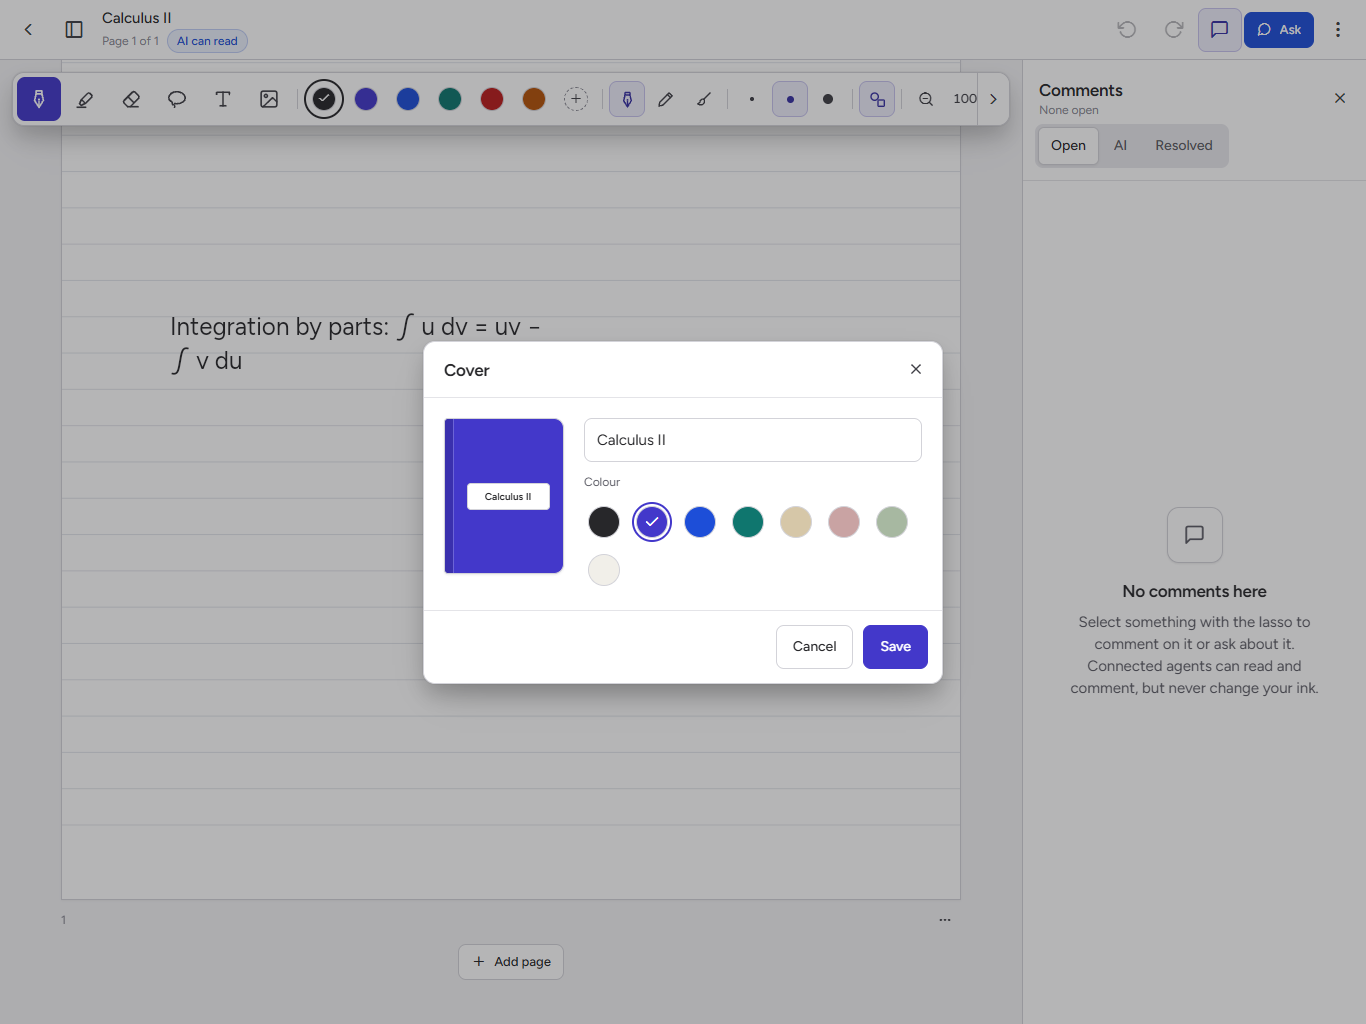 Calculus II
Page 1 of 1 AI can read
Ask
100
Comments
None open
Open AI Resolved
Integration by parts: ∫ u dv = uv −
∫ v du
Cover
Calculus II
Calculus II
Colour
Cancel Save
No comments here
Select something with the lasso to
comment on it or ask about it.
Connected agents can read and
comment, but never change your ink.
1
Add page